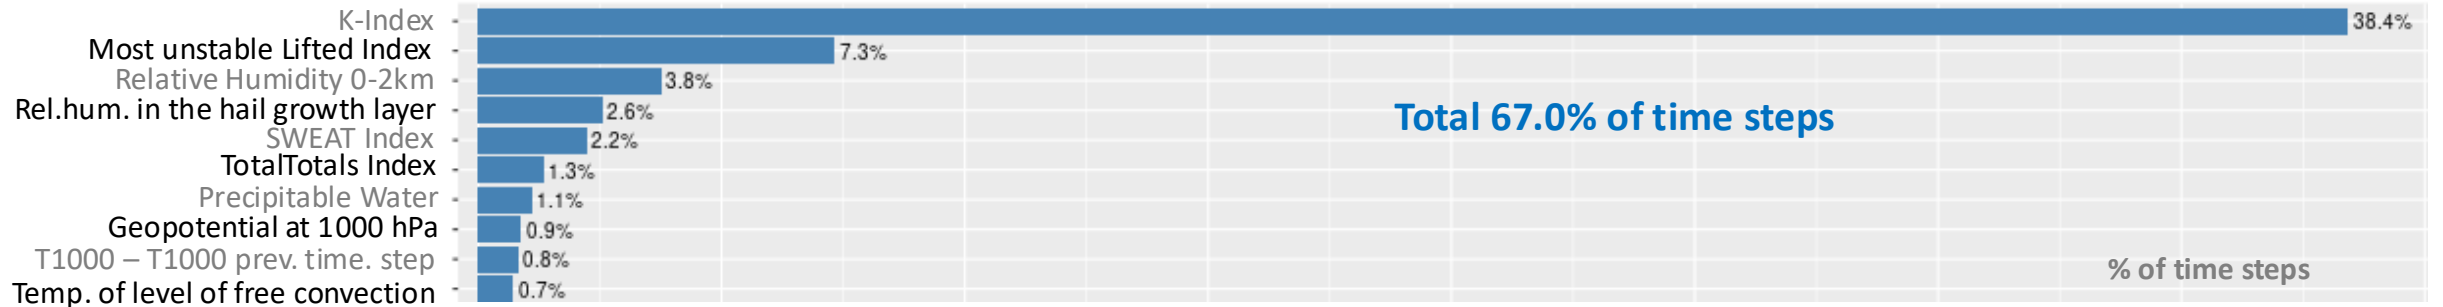 K-Index 38.4%
Most unstable Lifted Index 7.3%
Relative Humidity 0-2km 3.8%
Rel.hum. in the hail growth layer 2.6%
Total 67.0% of time steps
SWEAT Index 2.2%
TotalTotals Index 1.3%
Precipitable Water 1.1%
Geopotential at 1000 hPa 0.9%
T1000 – T1000 prev. time. step 0.8%
% of time steps
Temp. of level of free convection 0.7%